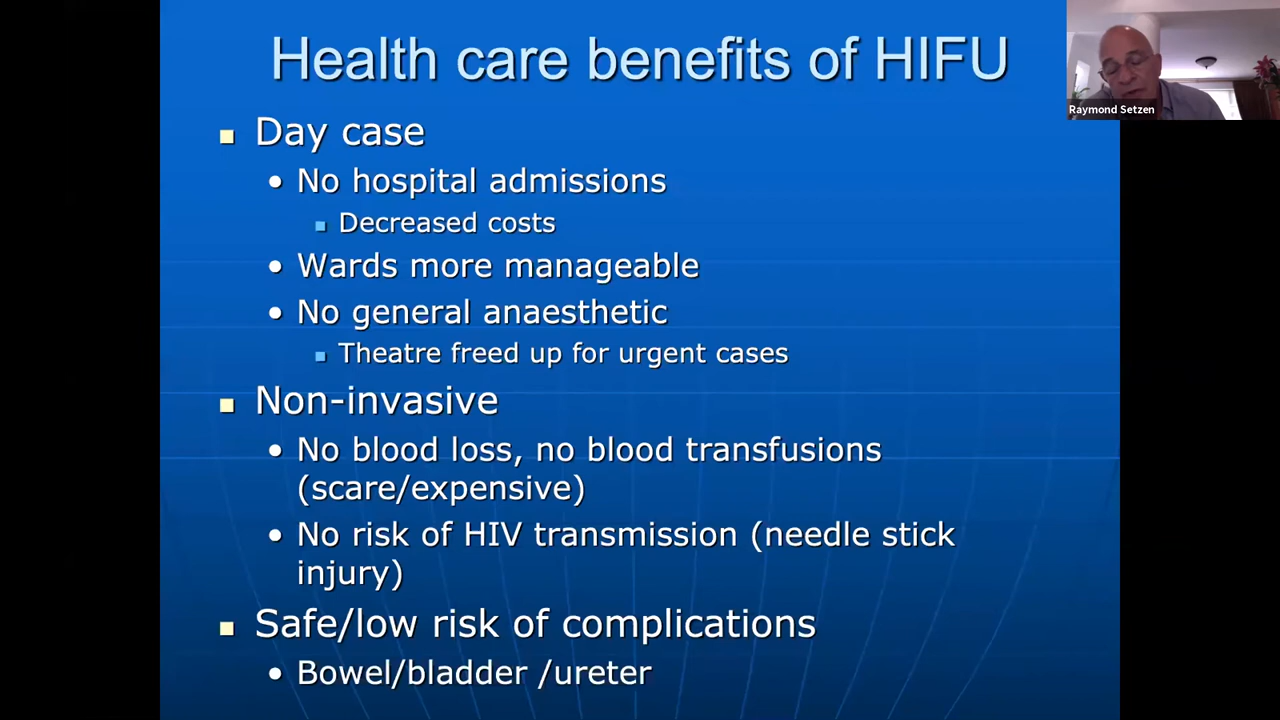 Health care benefits of HIFU
Raymond Setzen
Day case
No hospital admissions
Decreased costs
Wards more manageable
No general anaesthetic
Theatre freed up for urgent cases
Non-invasive
No blood loss, no blood transfusions
(scare/expensive)
No risk of HIV transmission (needle stick
injury)
Safe/low risk of complications
Bowel/bladder /ureter